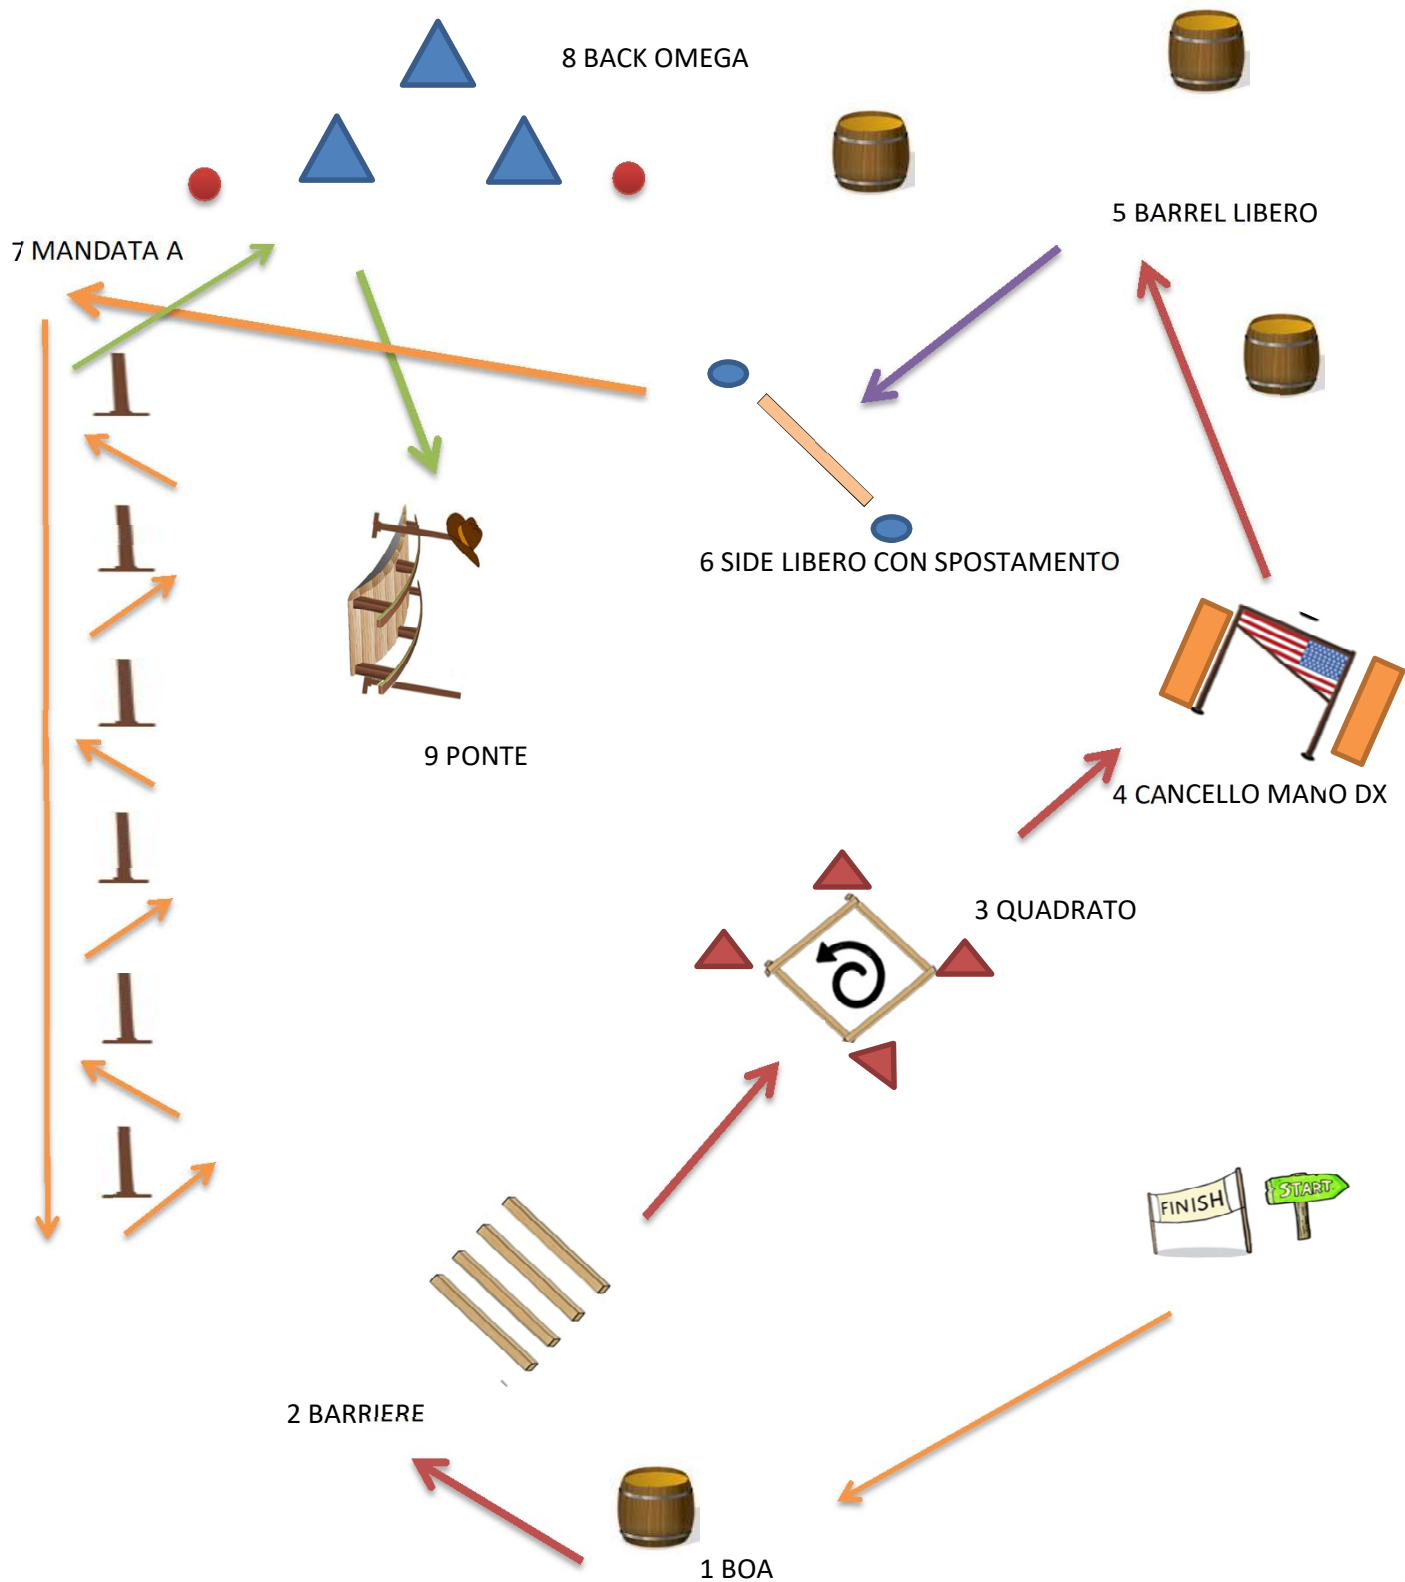 8 BACK OMEGA
5 BARREL LIBERO
7 MANDATA A
6 SIDE LIBERO CON SPOSTAMENTO
9 PONTE
4 CANCELLO MANO DX
3 QUADRATO
FINISH
START
2 BARRIERE
1 BOA